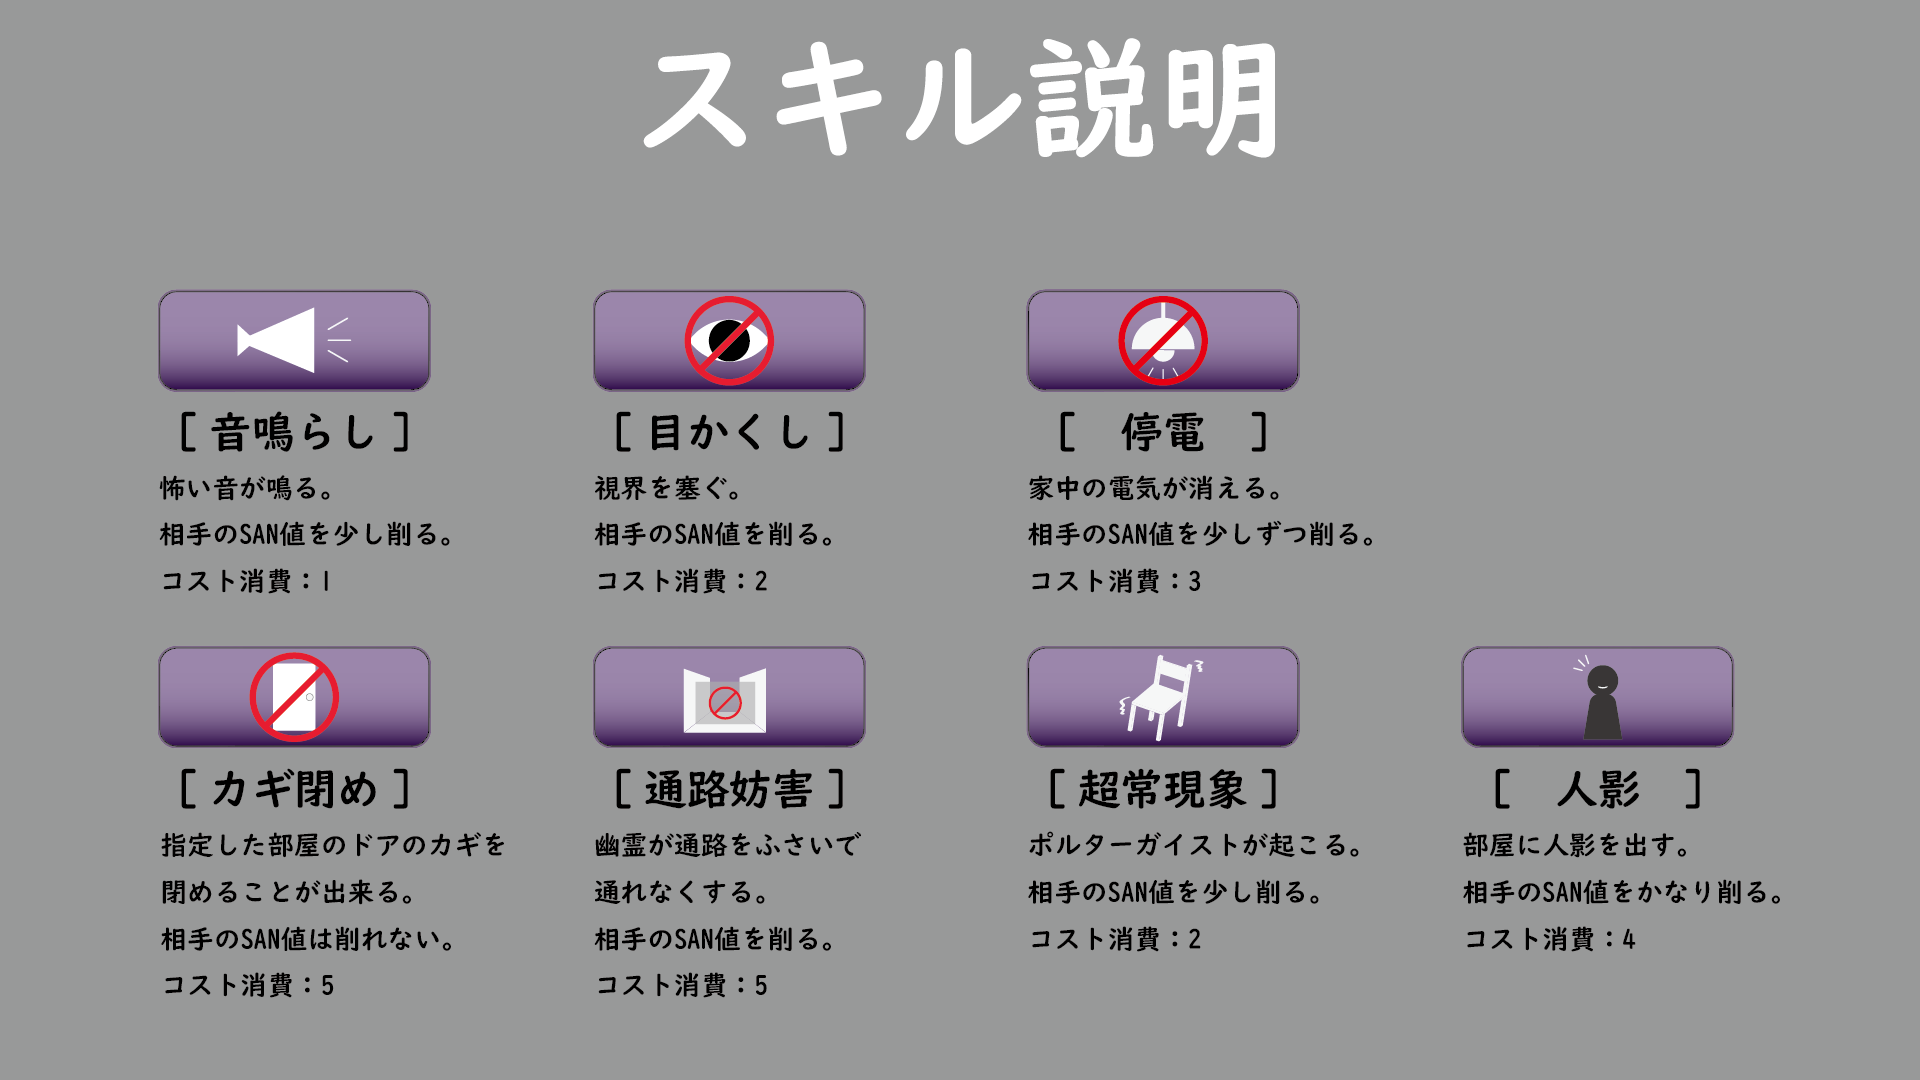 スキル説明
[ 音鳴らし ]
怖い音が鳴る。
相手のSAN値を少し削る。
コスト消費：1
[ 目かくし ]
視界を塞ぐ。
相手のSAN値を削る。
コスト消費：2
[　停電　]
家中の電気が消える。
相手のSAN値を少しずつ削る。
コスト消費：3
[ カギ閉め ]
指定した部屋のドアのカギを
閉めることが出来る。
相手のSAN値は削れない。
コスト消費：5
[ 通路妨害 ]
幽霊が通路をふさいで
通れなくする。
相手のSAN値を削る。
コスト消費：5
[ 超常現象 ]
ポルターガイストが起こる。
相手のSAN値を少し削る。
コスト消費：2
[　人影　]
部屋に人影を出す。
相手のSAN値をかなり削る。
コスト消費：4